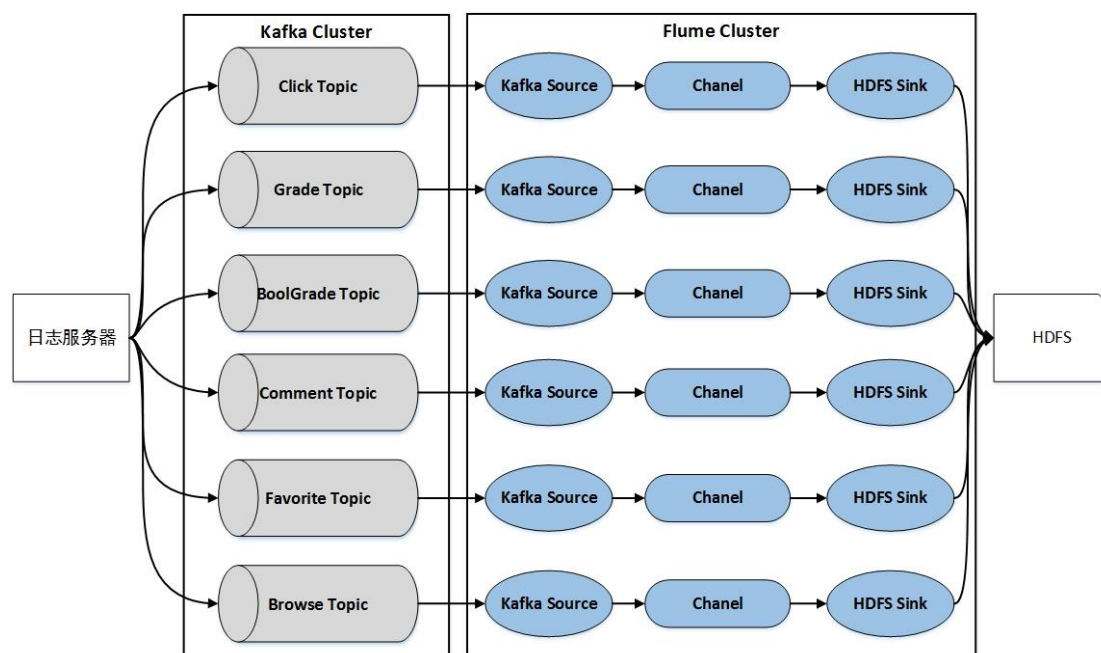 Kafka Cluster
Flume Cluster
Click Topic
Kafka Source
Chanel
HDFS Sink
Grade Topic
Kafka Source
Chanel
HDFS Sink
BoolGrade Topic
Kafka Source
Chanel
HDFS Sink
日志服务器
HDFS
Comment Topic
Kafka Source
Chanel
HDFS Sink
Favorite Topic
Kafka Source
Chanel
HDFS Sink
Browse Topic
Kafka Source
Chanel
HDFS Sink